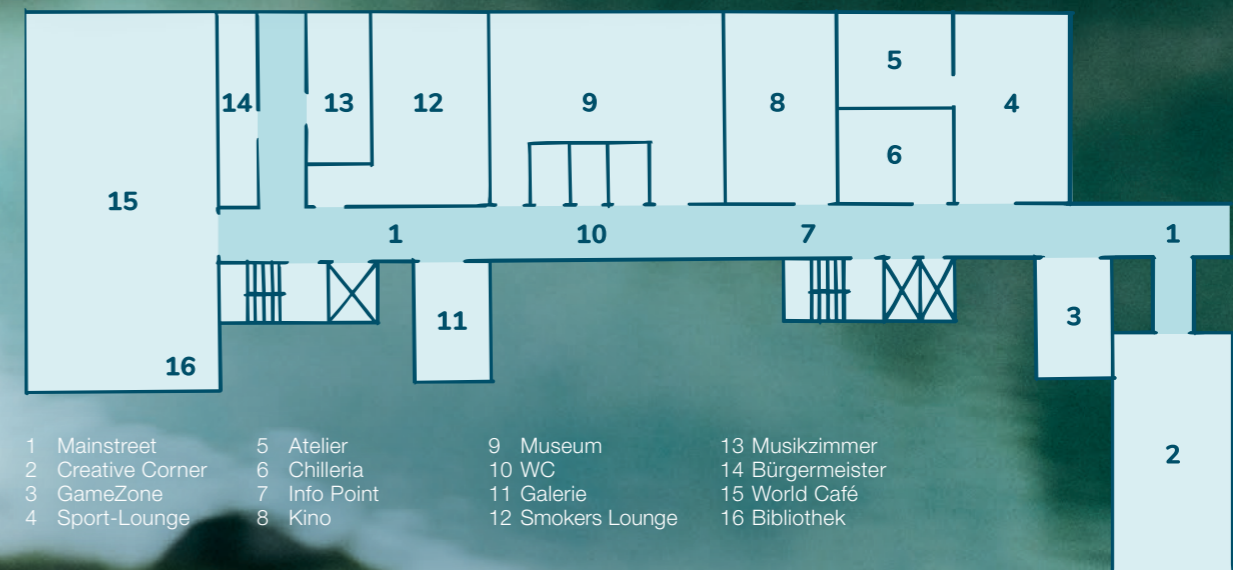 5
14
13
12
9
8
4
6
15
1
10
7
1
11
3
16
2
1 Mainstreet
2 Creative Corner
3 GameZone
4 Sport-Lounge
5 Atelier
6 Chilleria
7 Info Point
8 Kino
9 Museum
10 WC
11 Galerie
12 Smokers Lounge
13 Musikzimmer
14 Bürgermeister
15 World Café
16 Bibliothek